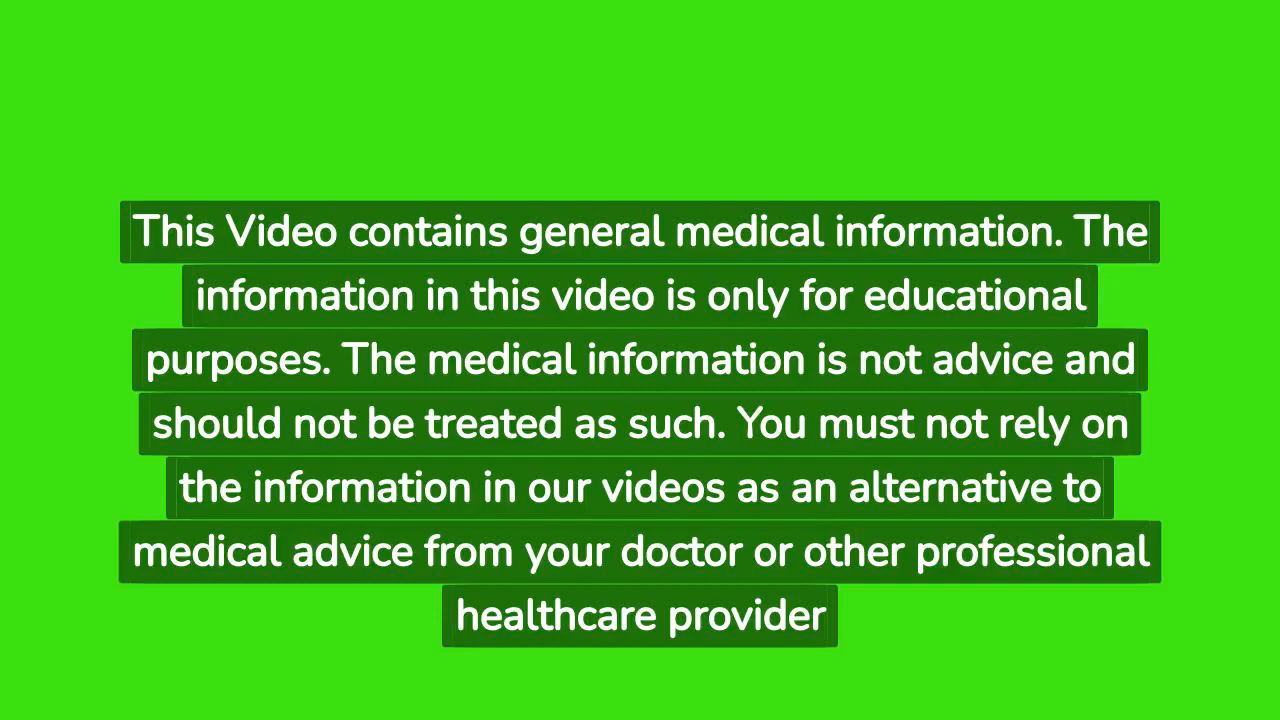 This Video contains general medical information. The
information in this video is only for educational
purposes. The medical information is not advice and
should not be treated as such. You must not rely on
the information in our videos as an alternative to
medical advice from your doctor or other professional
healthcare provider